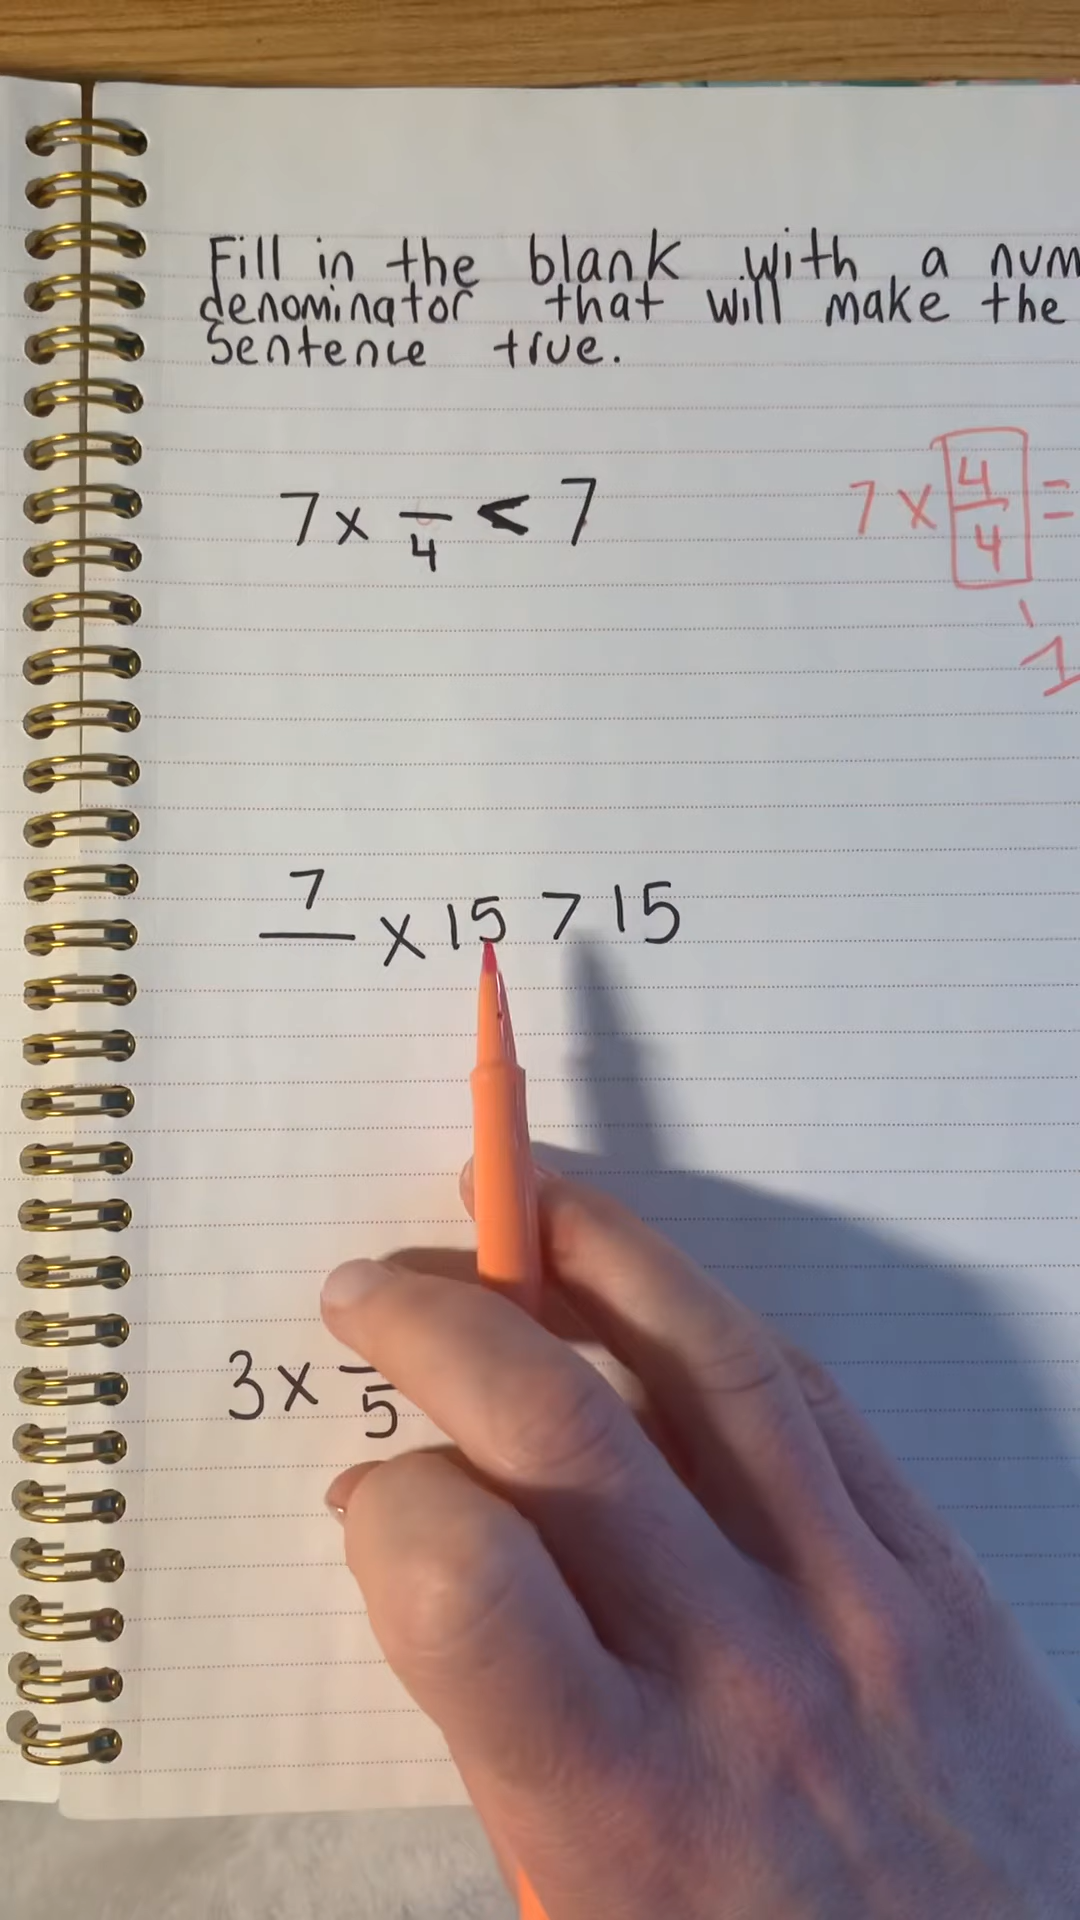 Fill in the blank with a num
denominator that will make the
sentence true.
7 x _/4 < 7
7 x 4/4 =
1
7/_ x 15 > 15
3 x _/5